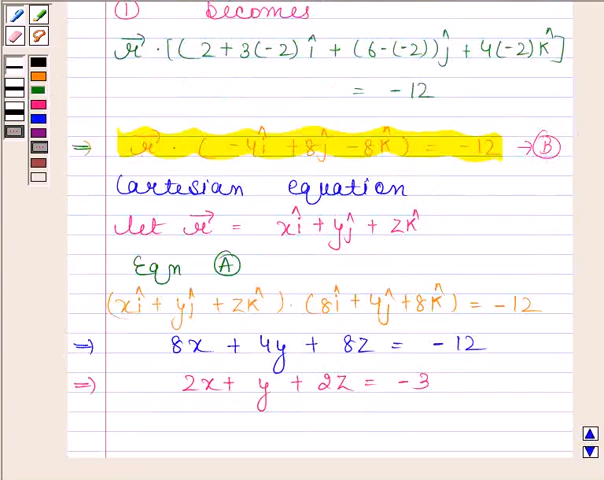 ① becomes
r⃗ · [(2 + 3(-2) î + (6-(-2)) ĵ + 4(-2) k̂]
= -12
⇒ r⃗ · ( -4î + 8ĵ - 8k̂ ) = -12 → Ⓑ
Cartesian equation
let r⃗ = xî + yĵ + zk̂
Eqn Ⓐ
(xî + yĵ + zk̂) · (8î + 4ĵ + 8k̂) = -12
⇒ 8x + 4y + 8z = -12
⇒ 2x + y + 2z = -3